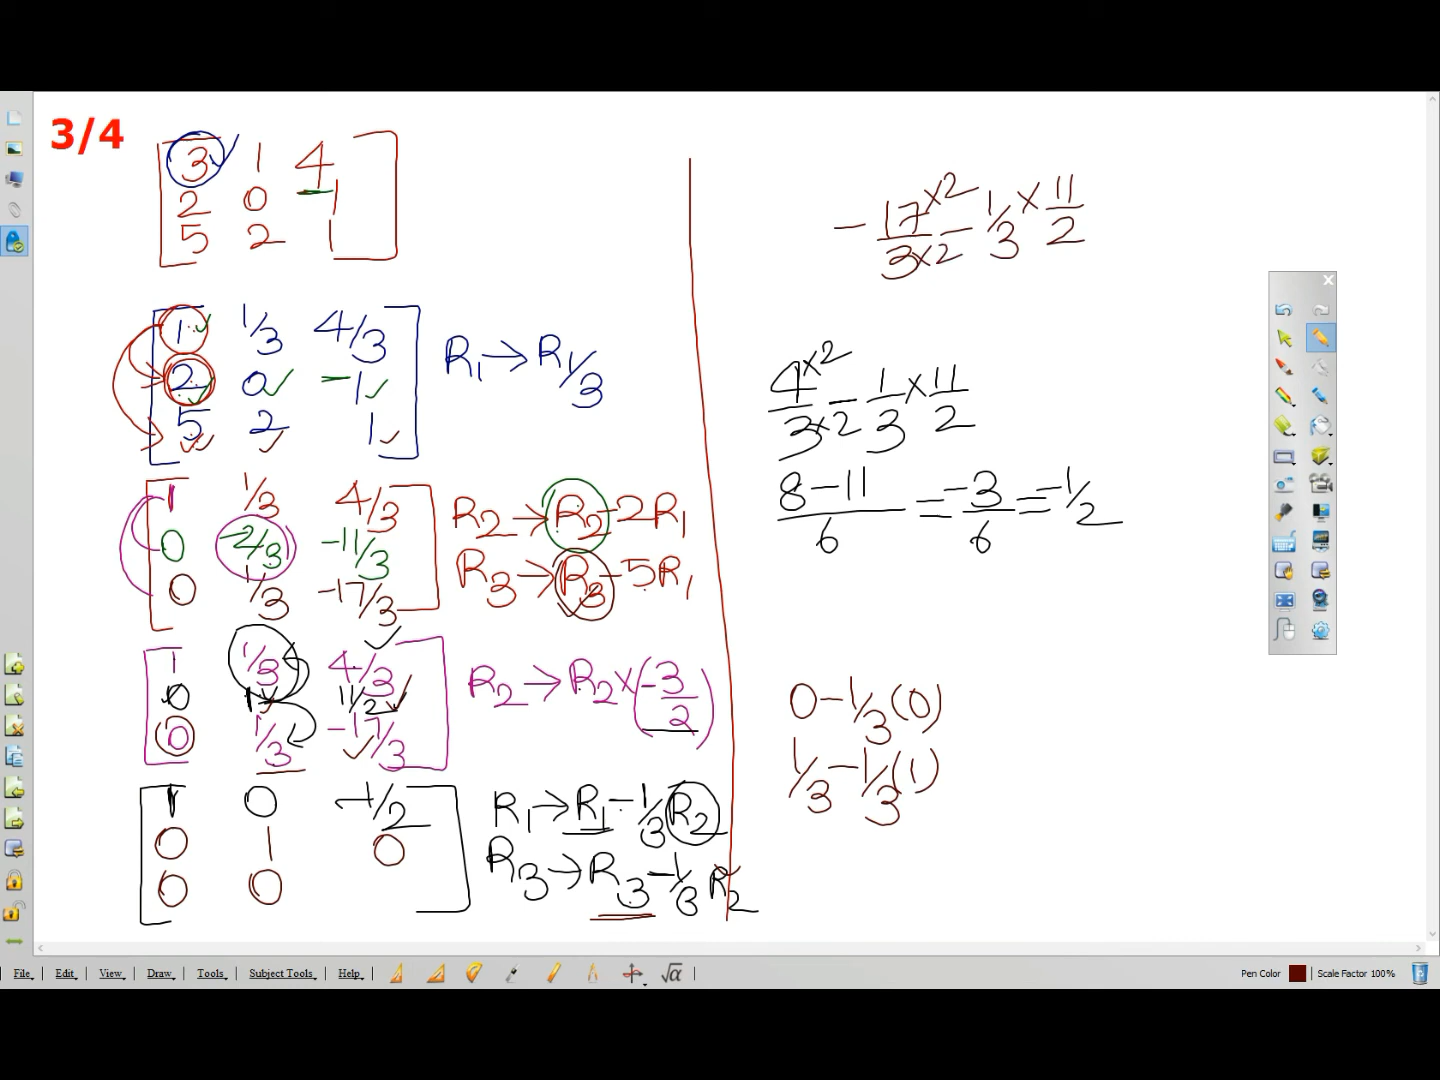 3/4
3 1 4
2 0 -1
5 2 1
1 1/3 4/3
2 0 -1
5 2 1
R1 → R1/3
1 1/3 4/3
0 -2/3 -11/3
0 1/3 -17/3
R2 → R2 - 2R1
R3 → R3 - 5R1
1 1/3 4/3
0 1 11/2
0 1/3 -17/3
R2 → R2 × (-3/2)
1 0 -1/2
0 1 0
0 0
R1 → R1 - 1/3 R2
R3 → R3 - 1/3 R2
- 17×2/3×2 - 1/3 × 11/2
4×2/3×2 - 1/3 × 11/2
8-11/6 = -3/6 = -1/2
0 - 1/3 (0)
1/3 - 1/3 (1)
File Edit View Draw Tools Subject Tools Help √α
Pen Color Scale Factor 100%